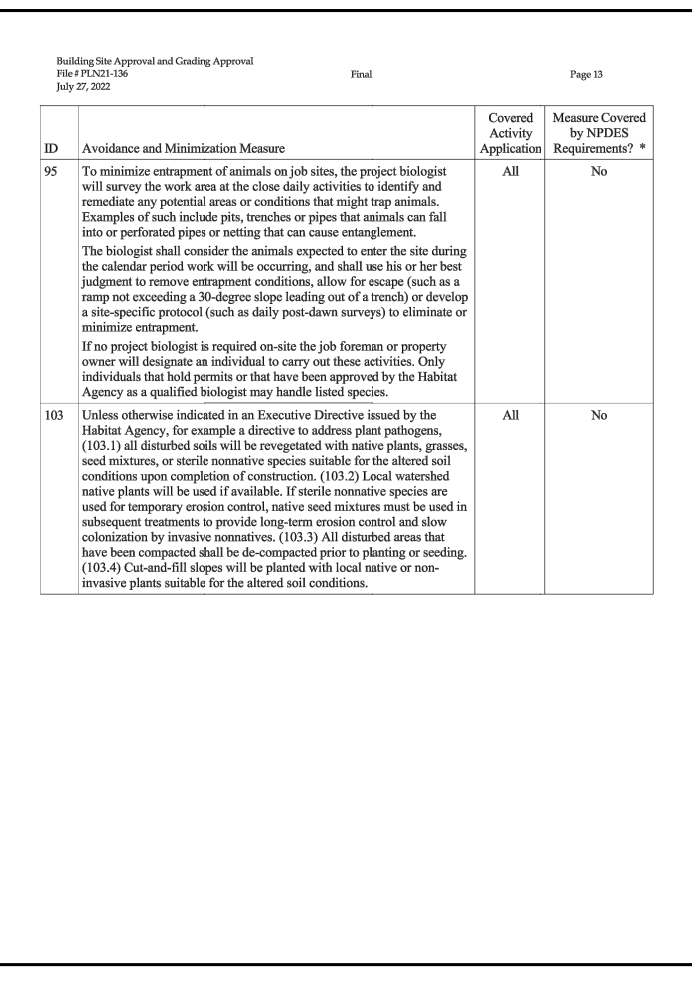 Building Site Approval and Grading Approval
File # PLN21-136
Final
Page 13
July 27, 2022
ID
Avoidance and Minimization Measure
Covered
Activity
Application
Measure Covered
by NPDES
Requirements? *
95
To minimize entrapment of animals on job sites, the project biologist
will survey the work area at the close daily activities to identify and
remediate any potential areas or conditions that might trap animals.
Examples of such include pits, trenches or pipes that animals can fall
into or perforated pipes or netting that can cause entanglement.
The biologist shall consider the animals expected to enter the site during
the calendar period work will be occurring, and shall use his or her best
judgment to remove entrapment conditions, allow for escape (such as a
ramp not exceeding a 30-degree slope leading out of a trench) or develop
a site-specific protocol (such as daily post-dawn surveys) to eliminate or
minimize entrapment.
If no project biologist is required on-site the job foreman or property
owner will designate an individual to carry out these activities. Only
individuals that hold permits or that have been approved by the Habitat
Agency as a qualified biologist may handle listed species.
All
No
103
Unless otherwise indicated in an Executive Directive issued by the
Habitat Agency, for example a directive to address plant pathogens,
(103.1) all disturbed soils will be revegetated with native plants, grasses,
seed mixtures, or sterile nonnative species suitable for the altered soil
conditions upon completion of construction. (103.2) Local watershed
native plants will be used if available. If sterile nonnative species are
used for temporary erosion control, native seed mixtures must be used in
subsequent treatments to provide long-term erosion control and slow
colonization by invasive nonnatives. (103.3) All disturbed areas that
have been compacted shall be de-compacted prior to planting or seeding.
(103.4) Cut-and-fill slopes will be planted with local native or non-
invasive plants suitable for the altered soil conditions.
All
No